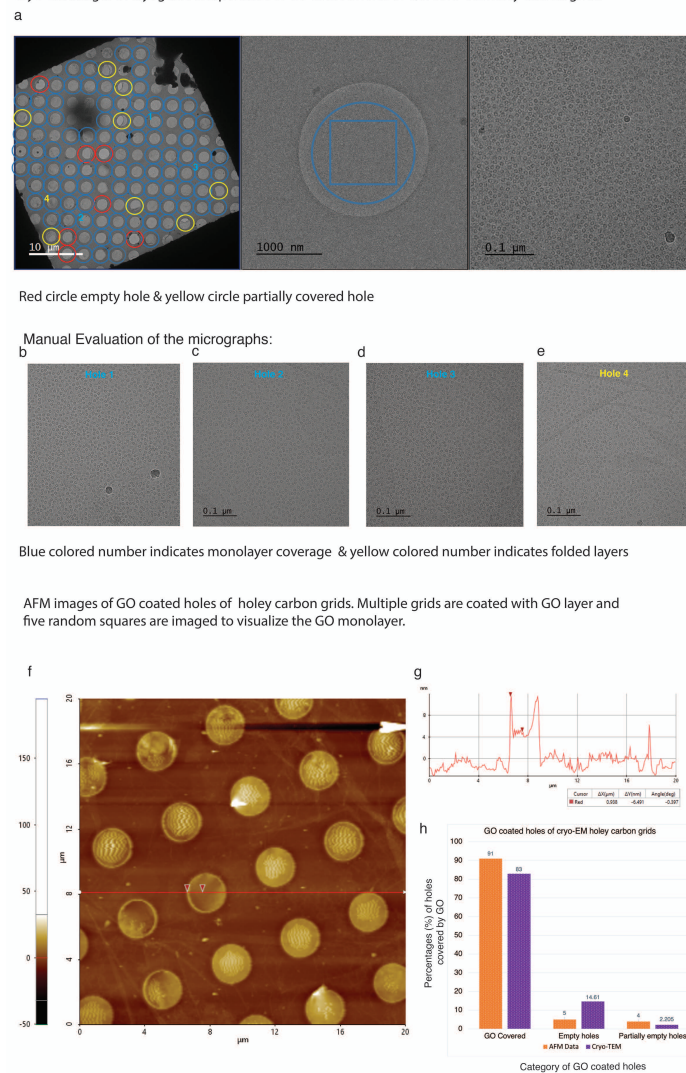 a
1
3
4
2
10 µm
1000 nm
0.1 µm
Red circle empty hole & yellow circle partially covered hole
Manual Evaluation of the micrographs:
b
c
d
e
Hole 4
0.1 µm
0.1 µm
0.1 µm
Blue colored number indicates monolayer coverage & yellow colored number indicates folded layers
AFM images of GO coated holes of holey carbon grids. Multiple grids are coated with GO layer and
five random squares are imaged to visualize the GO monolayer.
f
150
100
50
0
-50
20
16
12
8
4
0
µm
0
4
8
12
16
20
µm
g
nm
8
4
0
0
4
8
12
16
20
µm
Cursor ΔX(µm) ΔY(nm) Angle(deg)
Red 0.938 -6.491 -0.397
h
GO coated holes of cryo-EM holey carbon grids
Percentages (%) of holes
covered by GO
100
90
80
70
60
50
40
30
20
10
0
91
83
5
14.61
4
2.205
GO Covered
Empty holes
Partially empty holes
AFM Data
Cryo-TEM
Category of GO coated holes